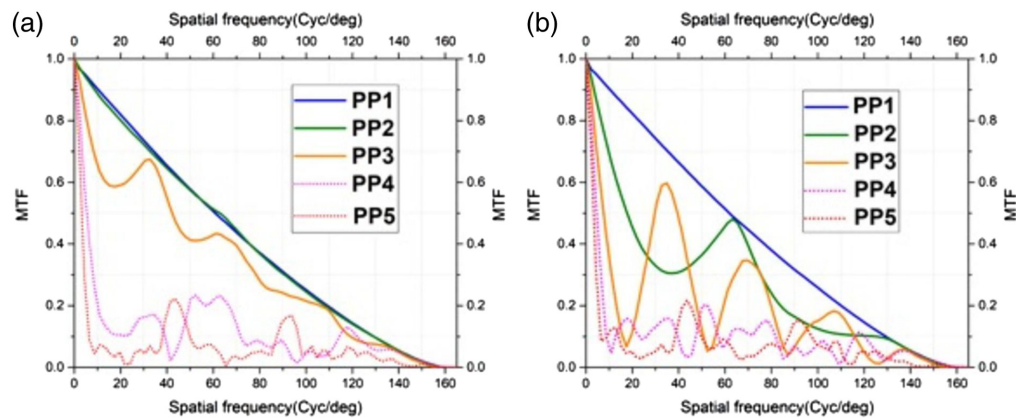 (a)
Spatial frequency(Cyc/deg)
0 20 40 60 80 100 120 140 160
1.0 1.0
0.8 0.8
0.6 0.6
0.4 0.4
0.2 0.2
0.0 0.0
MTF
MTF
PP1
PP2
PP3
PP4
PP5
0 20 40 60 80 100 120 140 160
Spatial frequency(Cyc/deg)
(b)
Spatial frequency(Cyc/deg)
0 20 40 60 80 100 120 140 160
1.0 1.0
0.8 0.8
0.6 0.6
0.4 0.4
0.2 0.2
0.0 0.0
MTF
MTF
PP1
PP2
PP3
PP4
PP5
0 20 40 60 80 100 120 140 160
Spatial frequency(Cyc/deg)